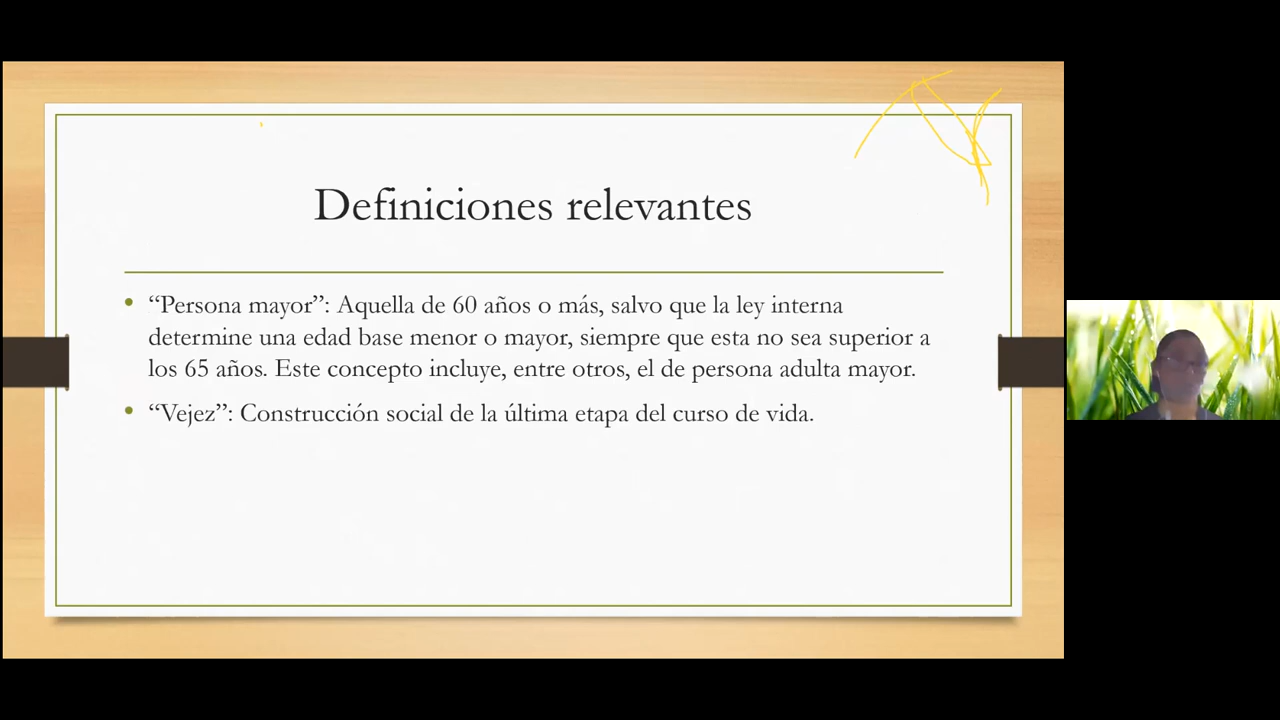 Definiciones relevantes
• “Persona mayor”: Aquella de 60 años o más, salvo que la ley interna
determine una edad base menor o mayor, siempre que esta no sea superior a
los 65 años. Este concepto incluye, entre otros, el de persona adulta mayor.
• “Vejez”: Construcción social de la última etapa del curso de vida.